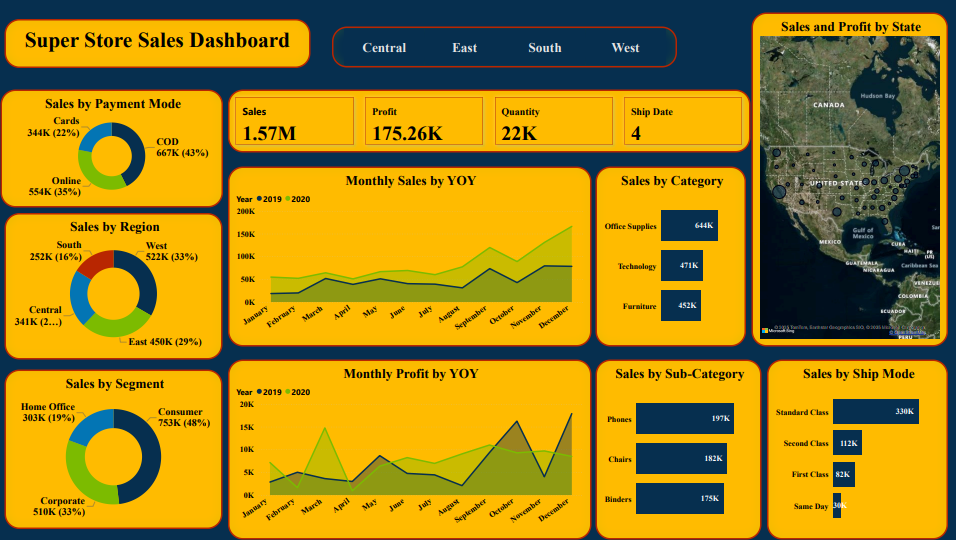 Super Store Sales Dashboard
Central East South West
Sales by Payment Mode
Cards
344K (22%)
COD
667K (43%)
Online
554K (35%)
Sales
1.57M
Profit
175.26K
Quantity
22K
Ship Date
4
Sales and Profit by State
CANADA
Hudson Bay
UNITED STATES
MEXICO
Gulf of
Mexico
CUBA
HAITI
PR
(US)
GUATEMALA
NICARAGUA
Caribbean Sea
VENEZUE
COLOMBIA
ECUADOR
PERU
Microsoft Bing
Sales by Region
South
252K (16%)
West
522K (33%)
Central
341K (2…)
East 450K (29%)
Monthly Sales by YOY
Year 2019 2020
200K
150K
100K
50K
0K
January
February
March
April
May
June
July
August
September
October
November
December
Sales by Category
Office Supplies 644K
Technology 471K
Furniture 452K
Sales by Segment
Home Office
303K (19%)
Consumer
753K (48%)
Corporate
510K (33%)
Monthly Profit by YOY
Year 2019 2020
20K
15K
10K
5K
0K
January
February
March
April
May
June
July
August
September
October
November
December
Sales by Sub-Category
Phones 197K
Chairs 182K
Binders 175K
Sales by Ship Mode
Standard Class 330K
Second Class 112K
First Class 82K
Same Day 30K